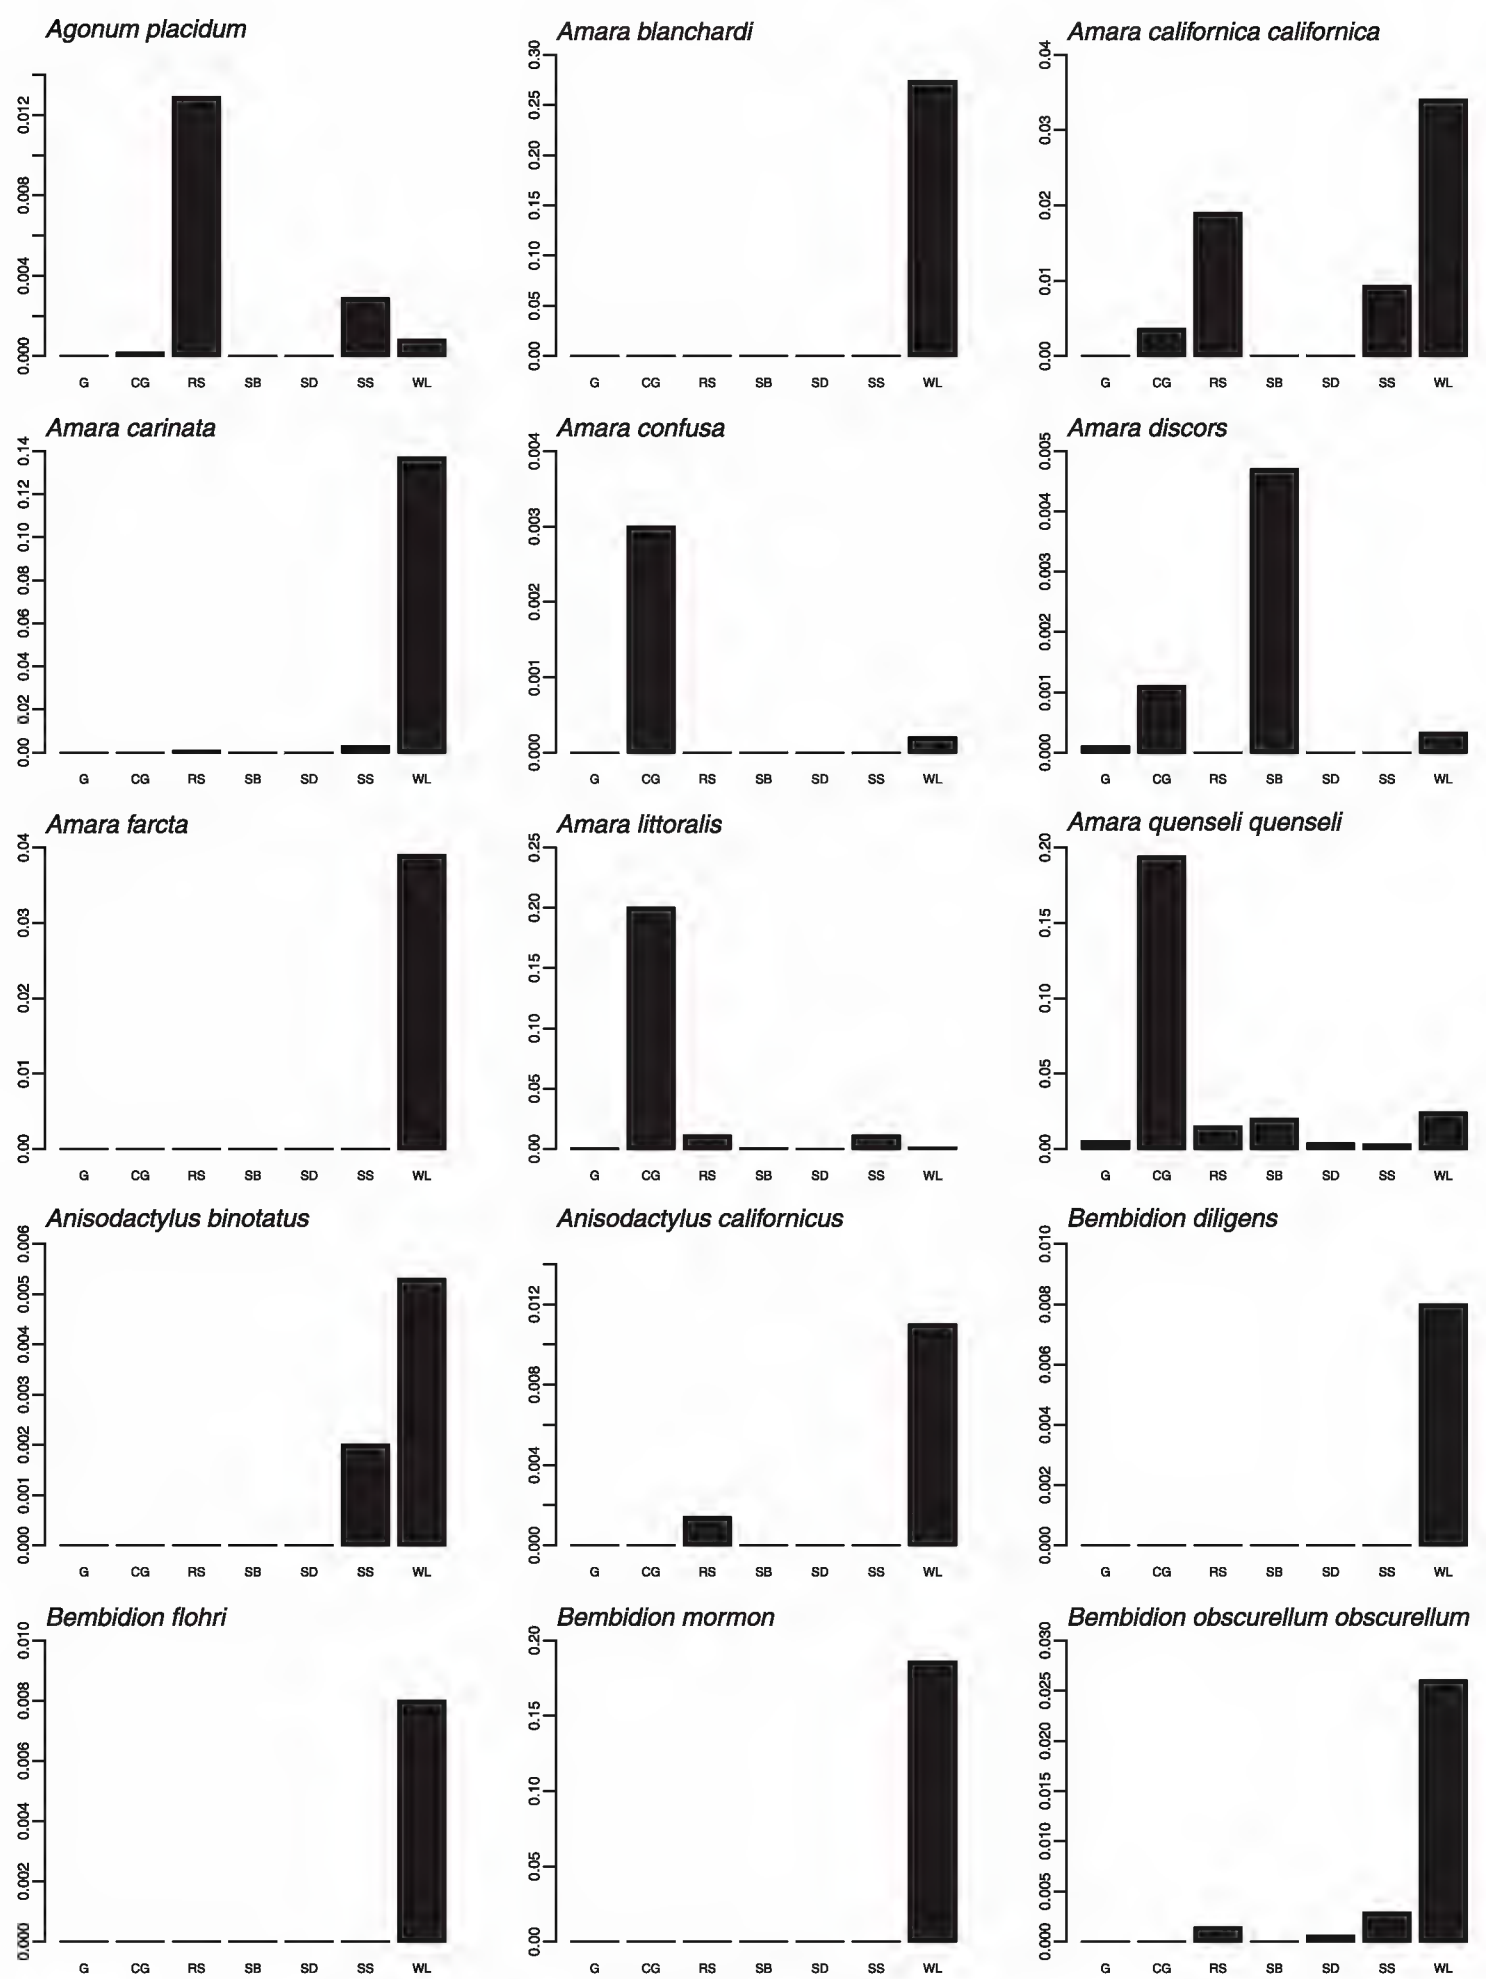 Agonum placidum
0.012
0.008
0.004
0.000
G CG RS SB SD SS WL
Amara blanchardi
0.30
0.25
0.20
0.15
0.10
0.05
0.00
G CG RS SB SD SS WL
Amara californica californica
0.04
0.03
0.02
0.01
0.00
G CG RS SB SD SS WL
Amara carinata
0.14
0.12
0.10
0.08
0.06
0.04
0.02
0.00
G CG RS SB SD SS WL
Amara confusa
0.004
0.003
0.002
0.001
0.000
G CG RS SB SD SS WL
Amara discors
0.005
0.004
0.003
0.002
0.001
0.000
G CG RS SB SD SS WL
Amara farcta
0.04
0.03
0.02
0.01
0.00
G CG RS SB SD SS WL
Amara littoralis
0.25
0.20
0.15
0.10
0.05
0.00
G CG RS SB SD SS WL
Amara quenseli quenseli
0.20
0.15
0.10
0.05
0.00
G CG RS SB SD SS WL
Anisodactylus binotatus
0.006
0.005
0.004
0.003
0.002
0.001
0.000
G CG RS SB SD SS WL
Anisodactylus californicus
0.012
0.008
0.004
0.000
G CG RS SB SD SS WL
Bembidion diligens
0.010
0.008
0.006
0.004
0.002
0.000
G CG RS SB SD SS WL
Bembidion flohri
0.010
0.008
0.006
0.004
0.002
0.000
G CG RS SB SD SS WL
Bembidion mormon
0.20
0.15
0.10
0.05
0.00
G CG RS SB SD SS WL
Bembidion obscurellum obscurellum
0.030
0.025
0.020
0.015
0.010
0.005
0.000
G CG RS SB SD SS WL